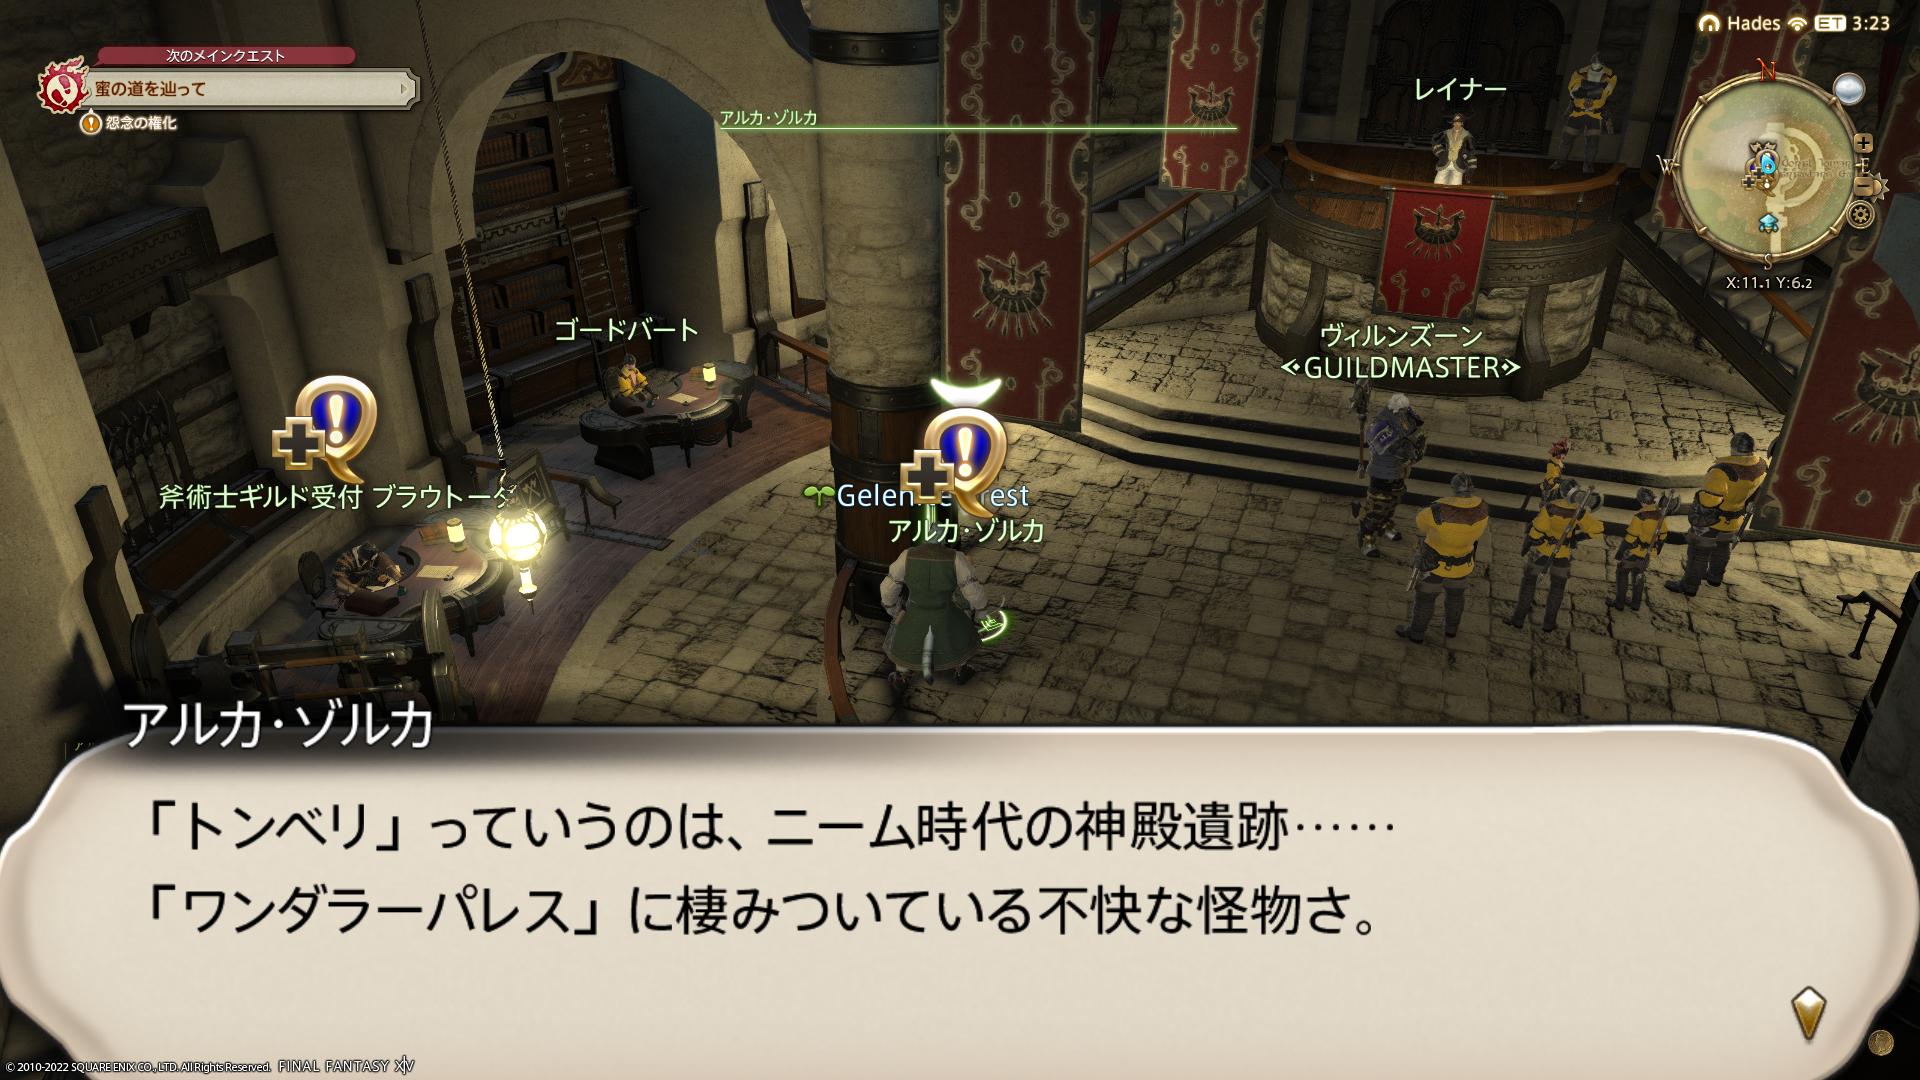 Hades ET 3:23
次のメインクエスト
蜜の道を辿って
怨念の権化
アルカ・ゾルカ
レイナー
N
W
E
S
X:11.1 Y:6.2
ゴードバート
ヴィルンズーン
GUILDMASTER
斧術士ギルド受付 ブラウトータ
アルカ・ゾルカ
アルカ・ゾルカ
「トンベリ」っていうのは、ニーム時代の神殿遺跡……
「ワンダラーパレス」に棲みついている不快な怪物さ。
© 2010-2022 SQUARE ENIX CO., LTD. All Rights Reserved. FINAL FANTASY XIV